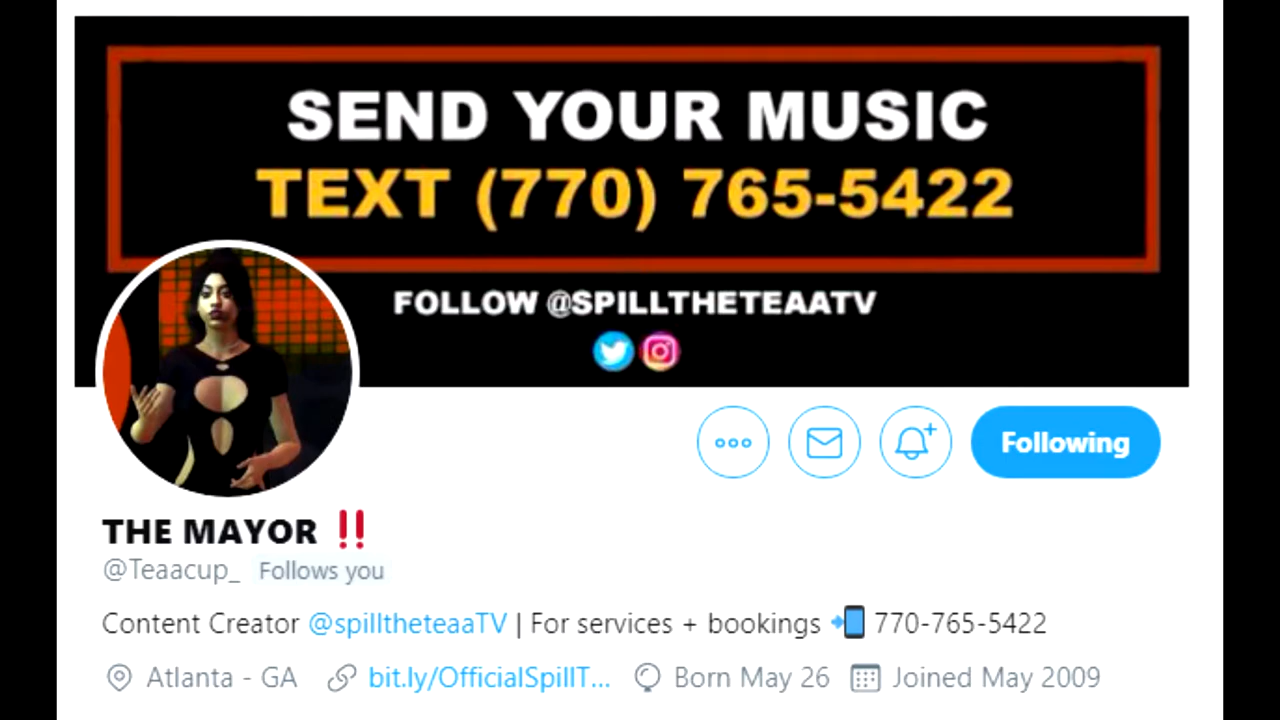 SEND YOUR MUSIC
TEXT (770) 765-5422
FOLLOW @SPILLTHETEAATV
Following
THE MAYOR ‼️
@Teaacup_ Follows you
Content Creator @spilltheteaaTV | For services + bookings 📲 770-765-5422
Atlanta - GA bit.ly/OfficialSpillT... Born May 26 Joined May 2009